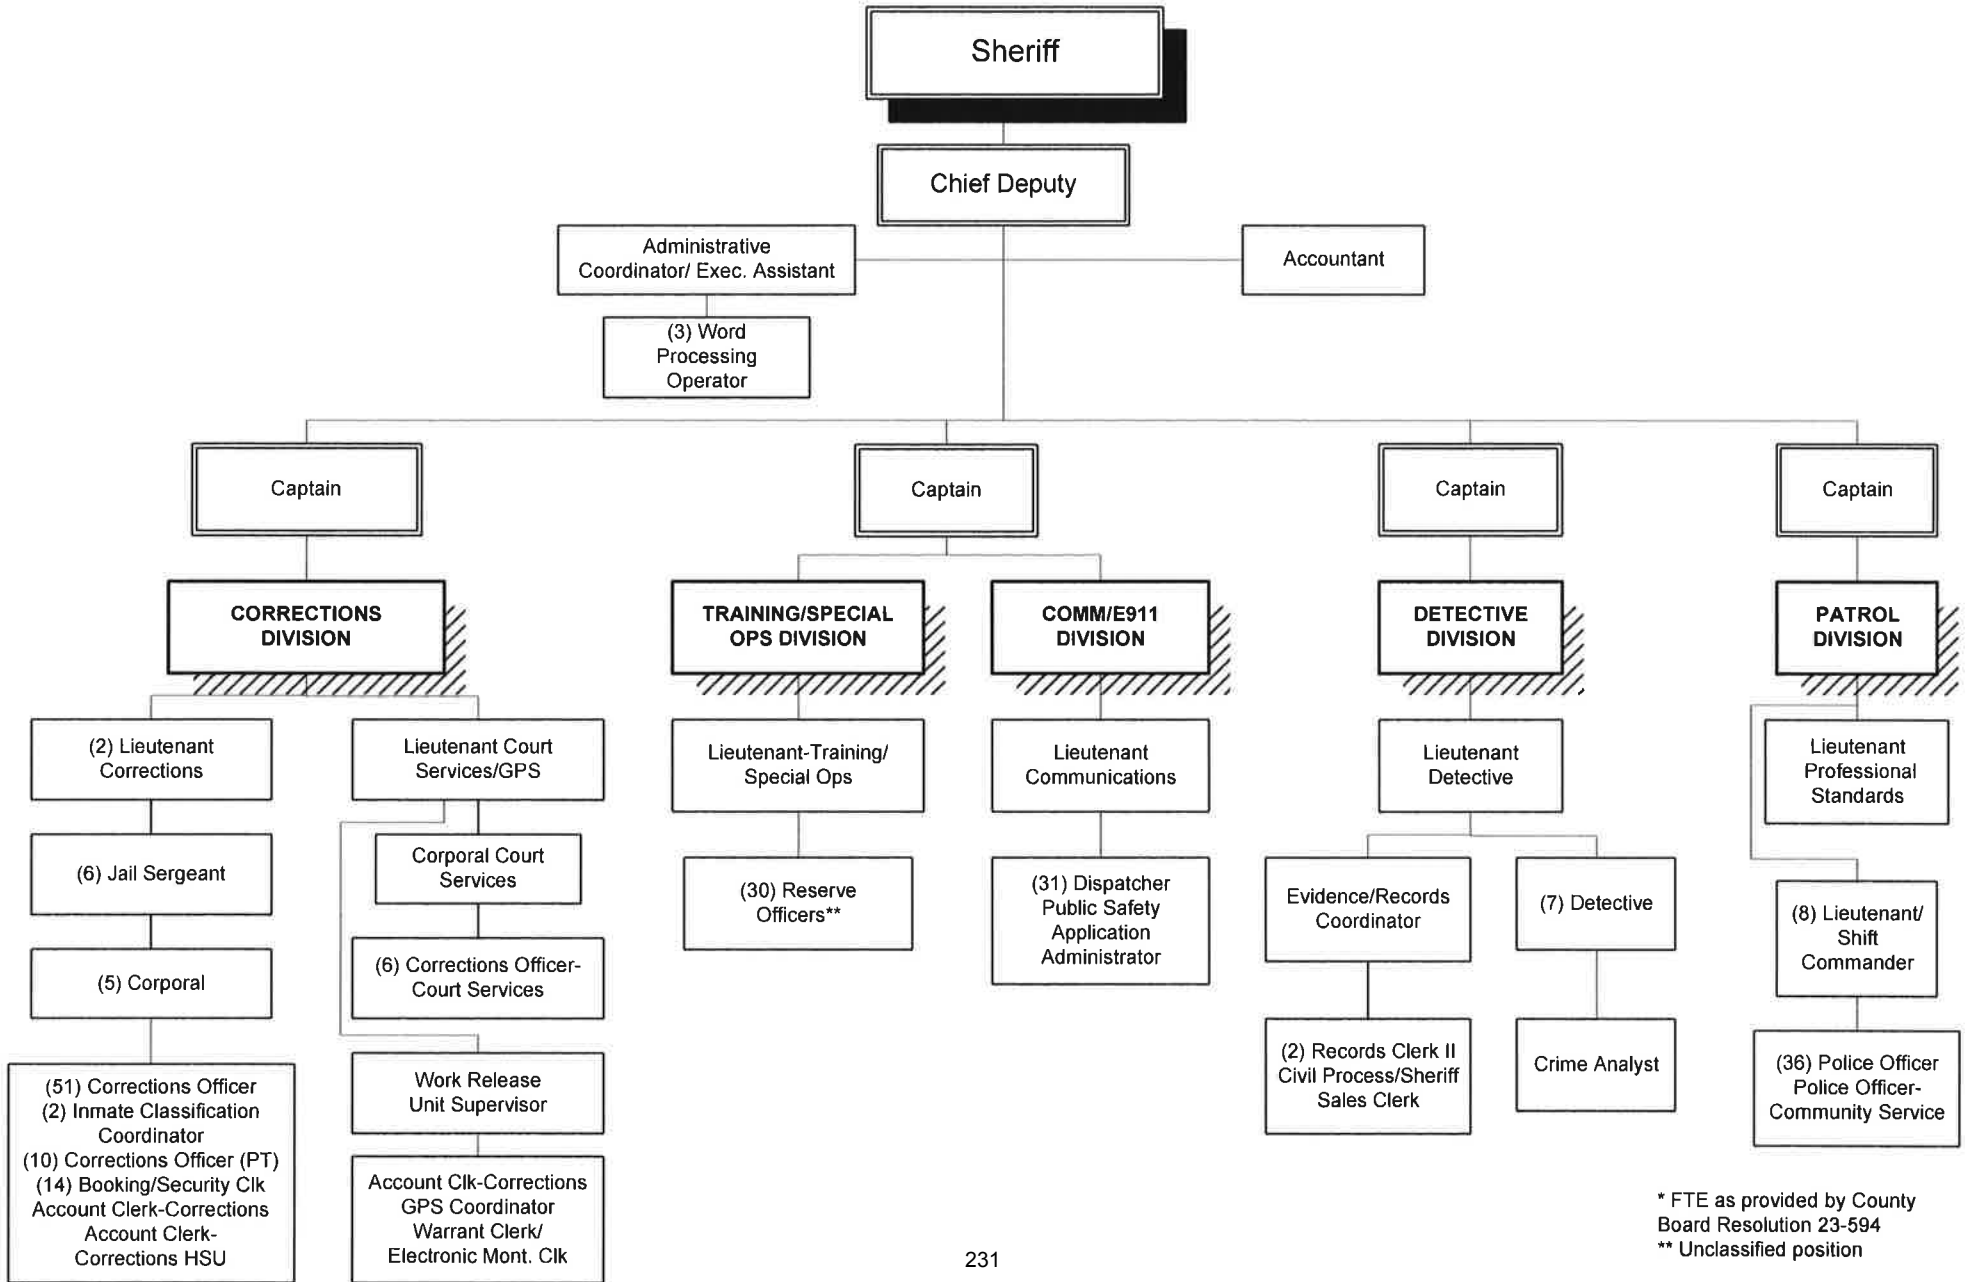 Sheriff
Chief Deputy
Administrative
Coordinator/ Exec. Assistant
Accountant
(3) Word
Processing
Operator
Captain
Captain
Captain
Captain
CORRECTIONS
DIVISION
TRAINING/SPECIAL
OPS DIVISION
COMM/E911
DIVISION
DETECTIVE
DIVISION
PATROL
DIVISION
(2) Lieutenant
Corrections
Lieutenant Court
Services/GPS
Lieutenant-Training/
Special Ops
Lieutenant
Communications
Lieutenant
Detective
Lieutenant
Professional
Standards
(6) Jail Sergeant
Corporal Court
Services
(30) Reserve
Officers**
(31) Dispatcher
Public Safety
Application
Administrator
Evidence/Records
Coordinator
(7) Detective
(8) Lieutenant/
Shift
Commander
(5) Corporal
(6) Corrections Officer-
Court Services
(2) Records Clerk II
Civil Process/Sheriff
Sales Clerk
Crime Analyst
(36) Police Officer
Police Officer-
Community Service
(51) Corrections Officer
(2) Inmate Classification
Coordinator
(10) Corrections Officer (PT)
(14) Booking/Security Clk
Account Clerk-Corrections
Account Clerk-
Corrections HSU
Work Release
Unit Supervisor
Account Clk-Corrections
GPS Coordinator
Warrant Clerk/
Electronic Mont. Clk
* FTE as provided by County
Board Resolution 23-594
** Unclassified position
231